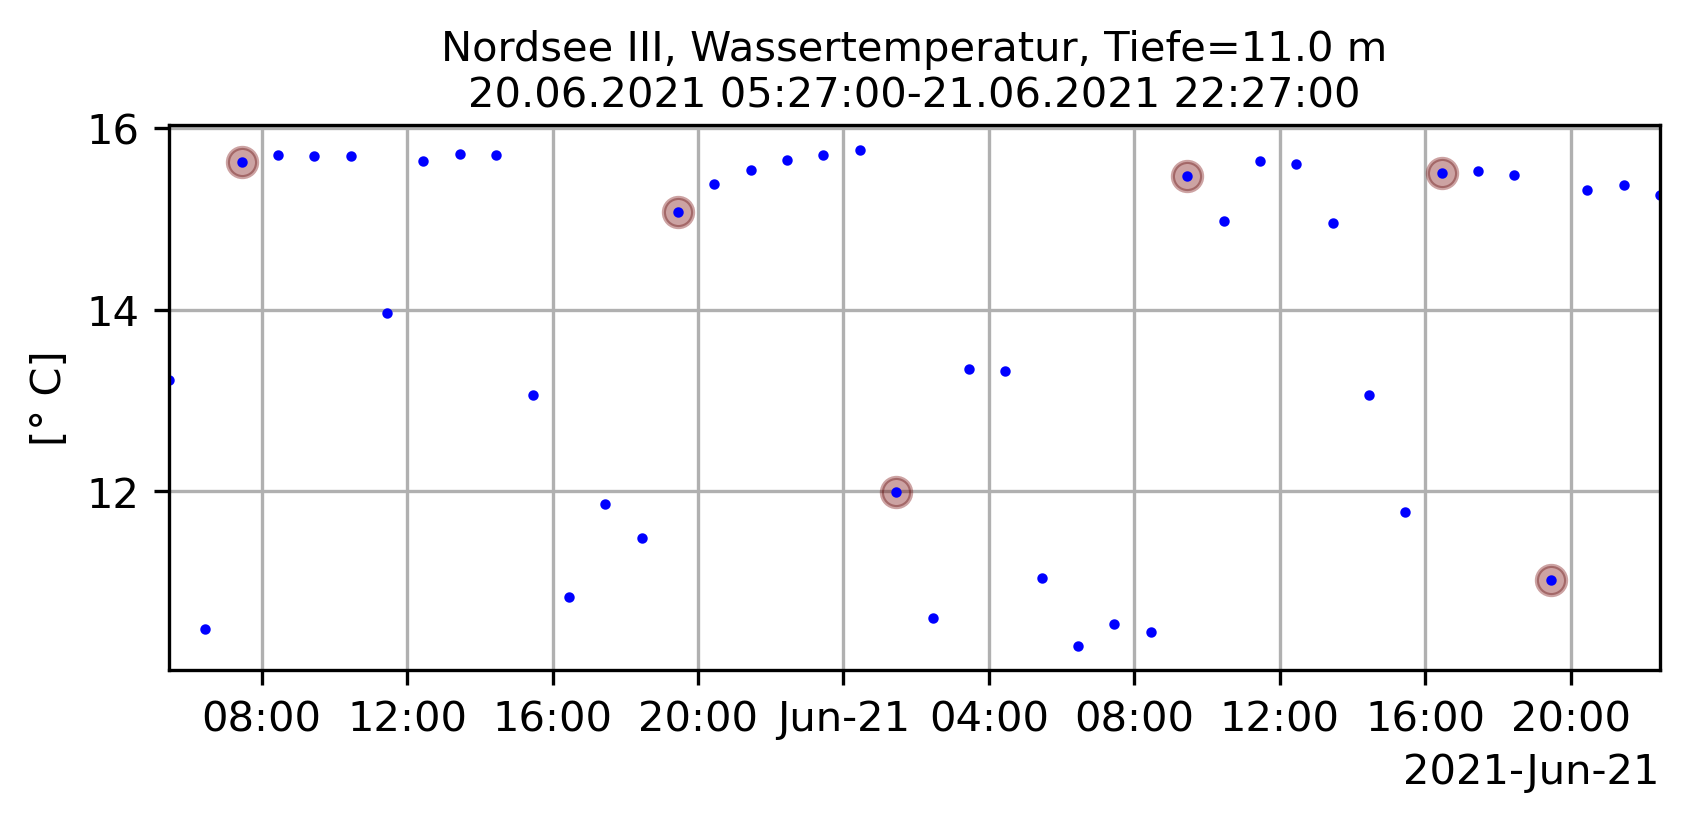 Nordsee III, Wassertemperatur, Tiefe=11.0 m
20.06.2021 05:27:00-21.06.2021 22:27:00
16
14
12
[° C]
08:00 12:00 16:00 20:00 Jun-21 04:00 08:00 12:00 16:00 20:00
2021-Jun-21